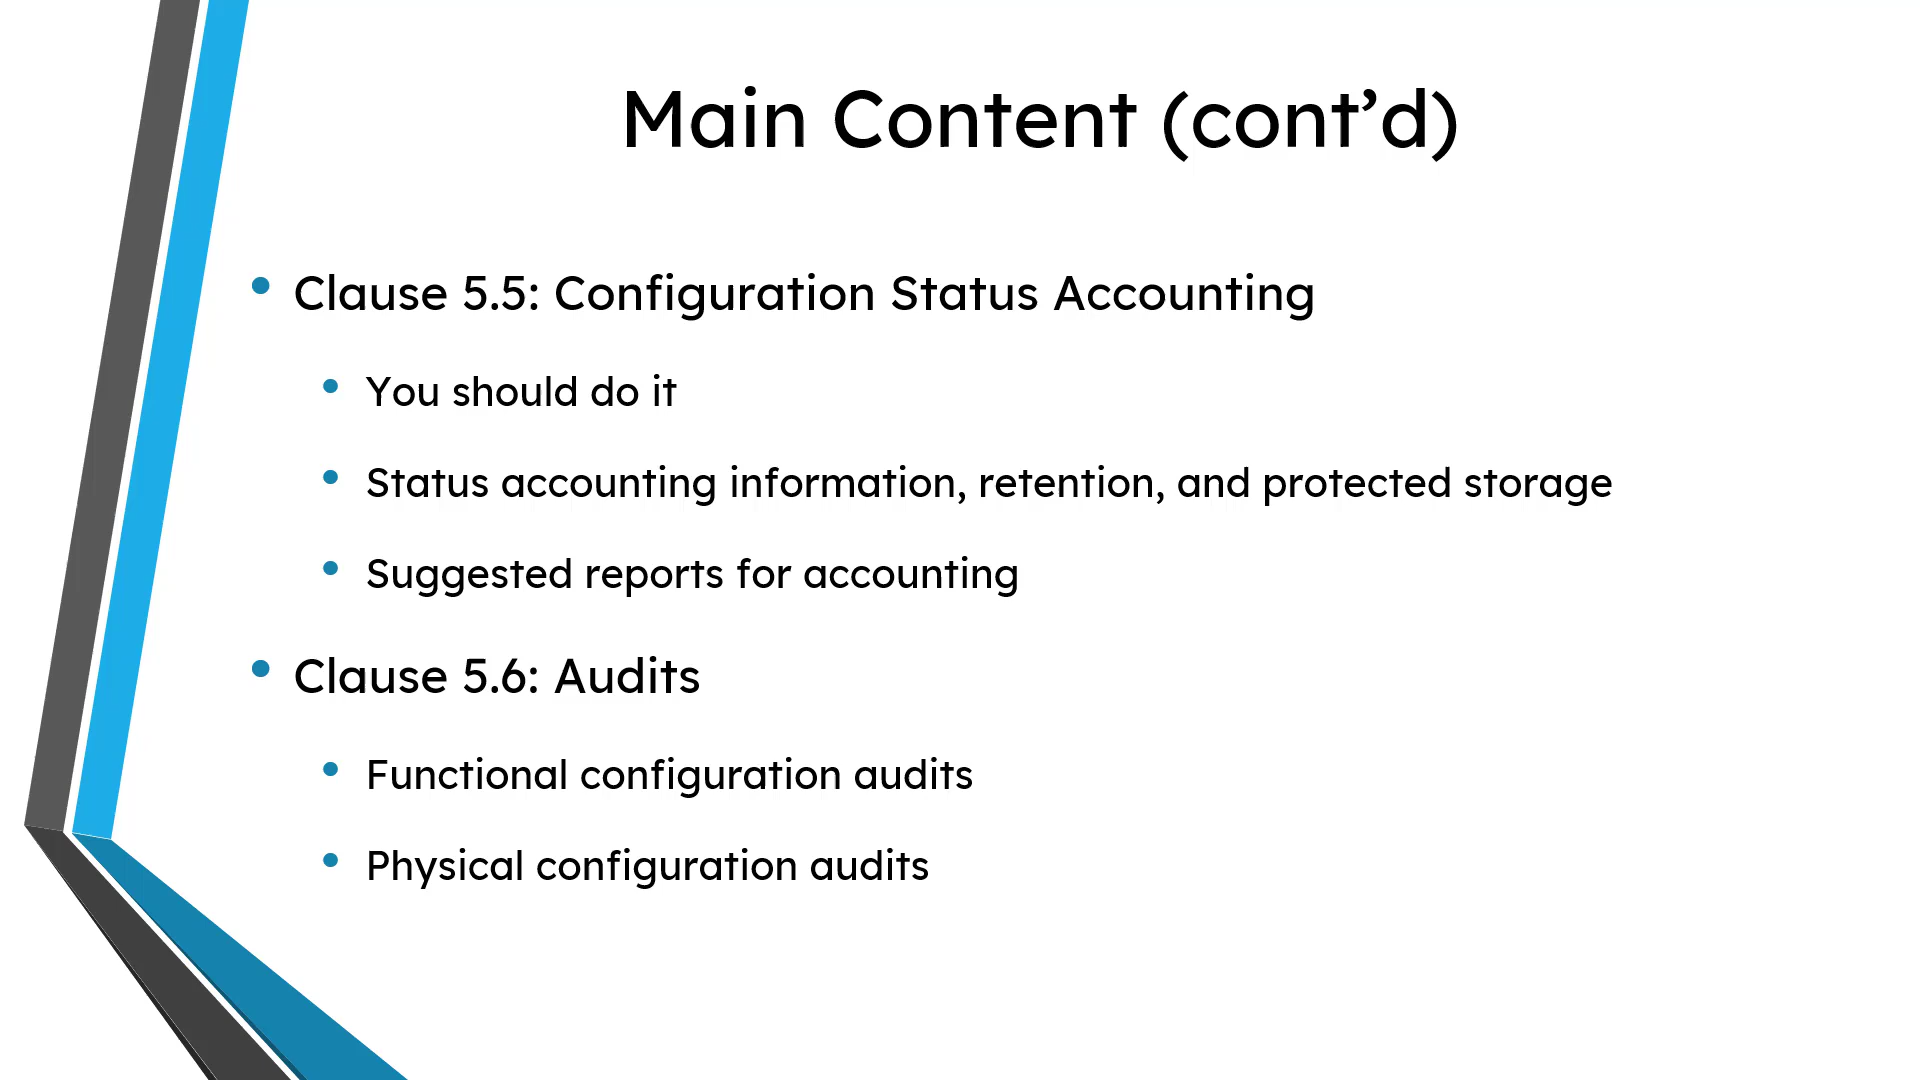 Main Content (cont’d)
• Clause 5.5: Configuration Status Accounting
• You should do it
• Status accounting information, retention, and protected storage
• Suggested reports for accounting
• Clause 5.6: Audits
• Functional configuration audits
• Physical configuration audits